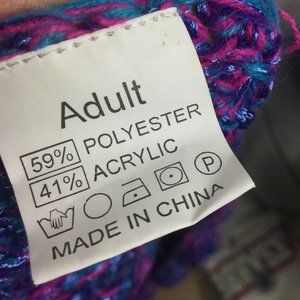 Adult
59% POLYESTER
41% ACRYLIC
P
MADE IN CHINA